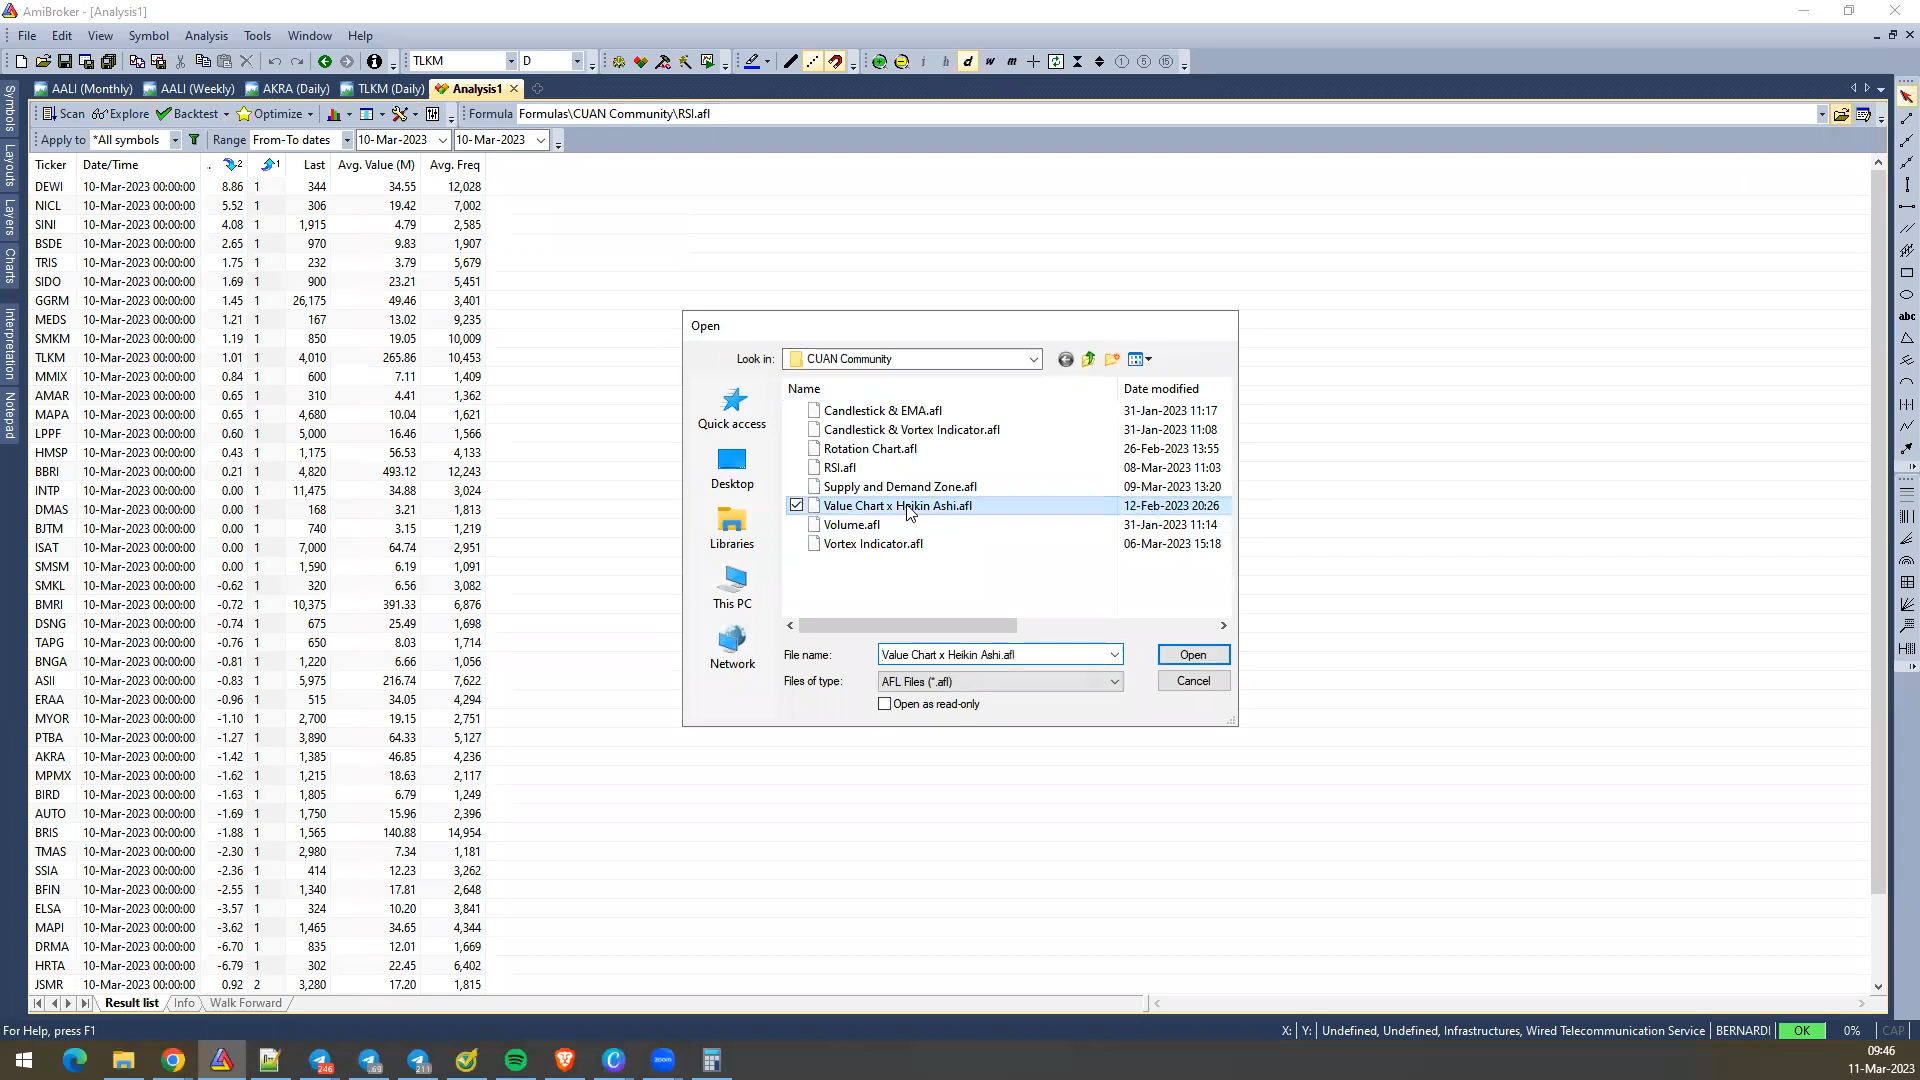 AmiBroker - [Analysis1]
File Edit View Symbol Analysis Tools Window Help
TLKM D
AALI (Monthly) AALI (Weekly) AKRA (Daily) TLKM (Daily) Analysis1
Scan Explore Backtest Optimize Formula Formulas\CUAN Community\RSI.afl
Apply to *All symbols Range From-To dates 10-Mar-2023 10-Mar-2023
Symbols
Layouts
Layers
Charts
Interpretation
Notepad
Ticker Date/Time . 2 1 Last Avg. Value (M) Avg. Freq
DEWI 10-Mar-2023 00:00:00 8.86 1 344 34.55 12,028
NICL 10-Mar-2023 00:00:00 5.52 1 306 19.42 7,002
SINI 10-Mar-2023 00:00:00 4.08 1 1,915 4.79 2,585
BSDE 10-Mar-2023 00:00:00 2.65 1 970 9.83 1,907
TRIS 10-Mar-2023 00:00:00 1.75 1 232 3.79 5,679
SIDO 10-Mar-2023 00:00:00 1.69 1 900 23.21 5,451
GGRM 10-Mar-2023 00:00:00 1.45 1 26,175 49.46 3,401
MEDS 10-Mar-2023 00:00:00 1.21 1 167 13.02 9,235
SMKM 10-Mar-2023 00:00:00 1.19 1 850 19.05 10,009
TLKM 10-Mar-2023 00:00:00 1.01 1 4,010 265.86 10,453
MMIX 10-Mar-2023 00:00:00 0.84 1 600 7.11 1,409
AMAR 10-Mar-2023 00:00:00 0.65 1 310 4.41 1,362
MAPA 10-Mar-2023 00:00:00 0.65 1 4,680 10.04 1,621
LPPF 10-Mar-2023 00:00:00 0.60 1 5,000 16.46 1,566
HMSP 10-Mar-2023 00:00:00 0.43 1 1,175 56.53 4,133
BBRI 10-Mar-2023 00:00:00 0.21 1 4,820 493.12 12,243
INTP 10-Mar-2023 00:00:00 0.00 1 11,475 34.88 3,024
DMAS 10-Mar-2023 00:00:00 0.00 1 168 3.21 1,813
BJTM 10-Mar-2023 00:00:00 0.00 1 740 3.15 1,219
ISAT 10-Mar-2023 00:00:00 0.00 1 7,000 64.74 2,951
SMSM 10-Mar-2023 00:00:00 0.00 1 1,590 6.19 1,091
SMKL 10-Mar-2023 00:00:00 -0.62 1 320 6.56 3,082
BMRI 10-Mar-2023 00:00:00 -0.72 1 10,375 391.33 6,876
DSNG 10-Mar-2023 00:00:00 -0.74 1 675 25.49 1,698
TAPG 10-Mar-2023 00:00:00 -0.76 1 650 8.03 1,714
BNGA 10-Mar-2023 00:00:00 -0.81 1 1,220 6.66 1,056
ASII 10-Mar-2023 00:00:00 -0.83 1 5,975 216.74 7,622
ERAA 10-Mar-2023 00:00:00 -0.96 1 515 34.05 4,294
MYOR 10-Mar-2023 00:00:00 -1.10 1 2,700 19.15 2,751
PTBA 10-Mar-2023 00:00:00 -1.27 1 3,890 64.33 5,127
AKRA 10-Mar-2023 00:00:00 -1.42 1 1,385 46.85 4,236
MPMX 10-Mar-2023 00:00:00 -1.62 1 1,215 18.63 2,117
BIRD 10-Mar-2023 00:00:00 -1.63 1 1,805 6.79 1,249
AUTO 10-Mar-2023 00:00:00 -1.69 1 1,750 15.96 2,396
BRIS 10-Mar-2023 00:00:00 -1.88 1 1,565 140.88 14,954
TMAS 10-Mar-2023 00:00:00 -2.30 1 2,980 7.34 1,181
SSIA 10-Mar-2023 00:00:00 -2.36 1 414 12.23 3,262
BFIN 10-Mar-2023 00:00:00 -2.55 1 1,340 17.81 2,648
ELSA 10-Mar-2023 00:00:00 -3.57 1 324 10.20 3,841
MAPI 10-Mar-2023 00:00:00 -3.62 1 1,465 34.65 4,344
DRMA 10-Mar-2023 00:00:00 -6.70 1 835 12.01 1,669
HRTA 10-Mar-2023 00:00:00 -6.79 1 302 22.45 6,402
JSMR 10-Mar-2023 00:00:00 0.92 2 3,280 17.20 1,815
Open
Look in: CUAN Community
Quick access
Desktop
Libraries
This PC
Network
Name Date modified
Candlestick & EMA.afl 31-Jan-2023 11:17
Candlestick & Vortex Indicator.afl 31-Jan-2023 11:08
Rotation Chart.afl 26-Feb-2023 13:55
RSI.afl 08-Mar-2023 11:03
Supply and Demand Zone.afl 09-Mar-2023 13:20
Value Chart x Heikin Ashi.afl 12-Feb-2023 20:26
Volume.afl 31-Jan-2023 11:14
Vortex Indicator.afl 06-Mar-2023 15:18
File name: Value Chart x Heikin Ashi.afl Open
Files of type: AFL Files (*.afl) Cancel
Open as read-only
abc
Result list Info Walk Forward
For Help, press F1 X: Y: Undefined, Undefined, Infrastructures, Wired Telecommunication Service BERNARDI OK 0% CAP
246 .69 211 zoom
09:46
11-Mar-2023